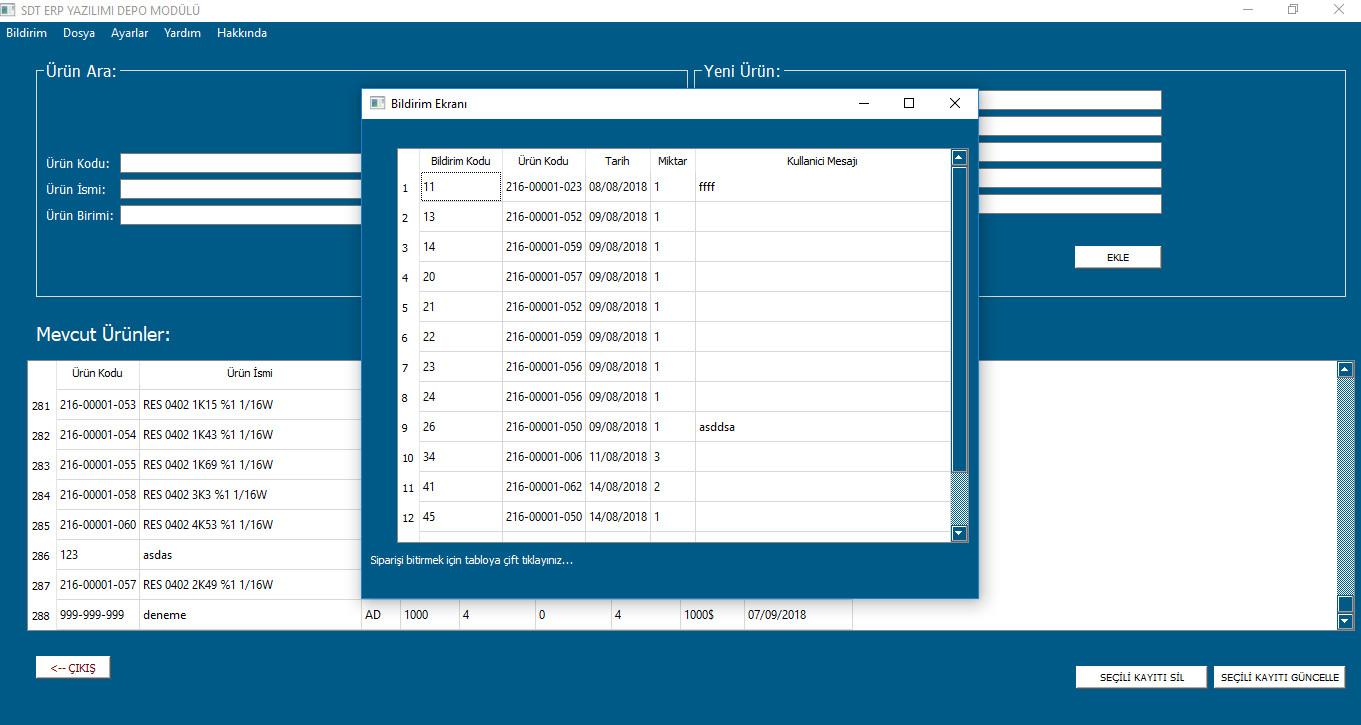 SDT ERP YAZILIMI DEPO MODÜLÜ
Bildirim Dosya Ayarlar Yardım Hakkında
Ürün Ara:
Yeni Ürün:
Ürün Kodu:
Ürün İsmi:
Ürün Birimi:
EKLE
Bildirim Ekranı
Bildirim Kodu Ürün Kodu Tarih Miktar Kullanici Mesajı
1 11 216-00001-023 08/08/2018 1 ffff
2 13 216-00001-052 09/08/2018 1
3 14 216-00001-059 09/08/2018 1
4 20 216-00001-057 09/08/2018 1
5 21 216-00001-052 09/08/2018 1
6 22 216-00001-059 09/08/2018 1
7 23 216-00001-056 09/08/2018 1
8 24 216-00001-056 09/08/2018 1
9 26 216-00001-050 09/08/2018 1 asddsa
10 34 216-00001-006 11/08/2018 3
11 41 216-00001-062 14/08/2018 2
12 45 216-00001-050 14/08/2018 1
Siparişi bitirmek için tabloya çift tıklayınız...
Mevcut Ürünler:
Ürün Kodu Ürün İsmi
281 216-00001-053 RES 0402 1K15 %1 1/16W
282 216-00001-054 RES 0402 1K43 %1 1/16W
283 216-00001-055 RES 0402 1K69 %1 1/16W
284 216-00001-058 RES 0402 3K3 %1 1/16W
285 216-00001-060 RES 0402 4K53 %1 1/16W
286 123 asdas
287 216-00001-057 RES 0402 2K49 %1 1/16W
288 999-999-999 deneme AD 1000 4 0 4 1000$ 07/09/2018
<-- ÇIKIŞ
SEÇİLİ KAYITI SİL
SEÇİLİ KAYITI GÜNCELLE